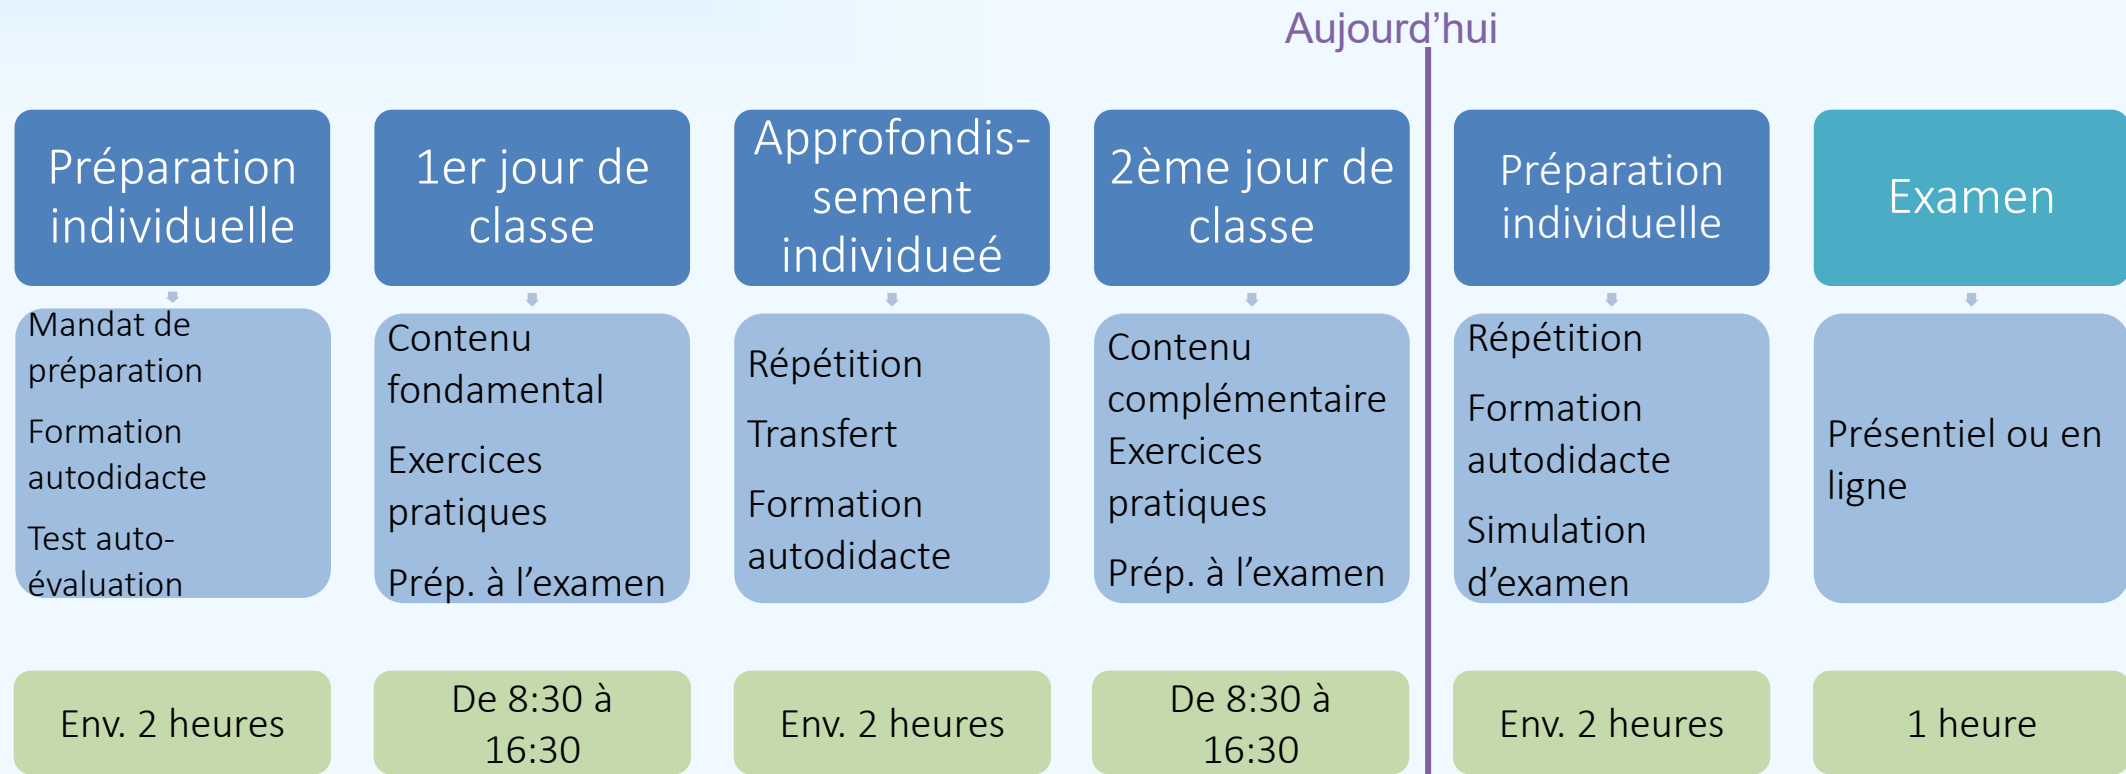 Aujourd’hui
Préparation
individuelle
1er jour de
classe
Approfondis-
sement
individueé
2ème jour de
classe
Préparation
individuelle
Examen
Mandat de
préparation
Formation
autodidacte
Test auto-
évaluation
Contenu
fondamental
Exercices
pratiques
Prép. à l’examen
Répétition
Transfert
Formation
autodidacte
Contenu
complémentaire
Exercices
pratiques
Prép. à l’examen
Répétition
Formation
autodidacte
Simulation
d’examen
Présentiel ou en
ligne
Env. 2 heures
De 8:30 à
16:30
Env. 2 heures
De 8:30 à
16:30
Env. 2 heures
1 heure